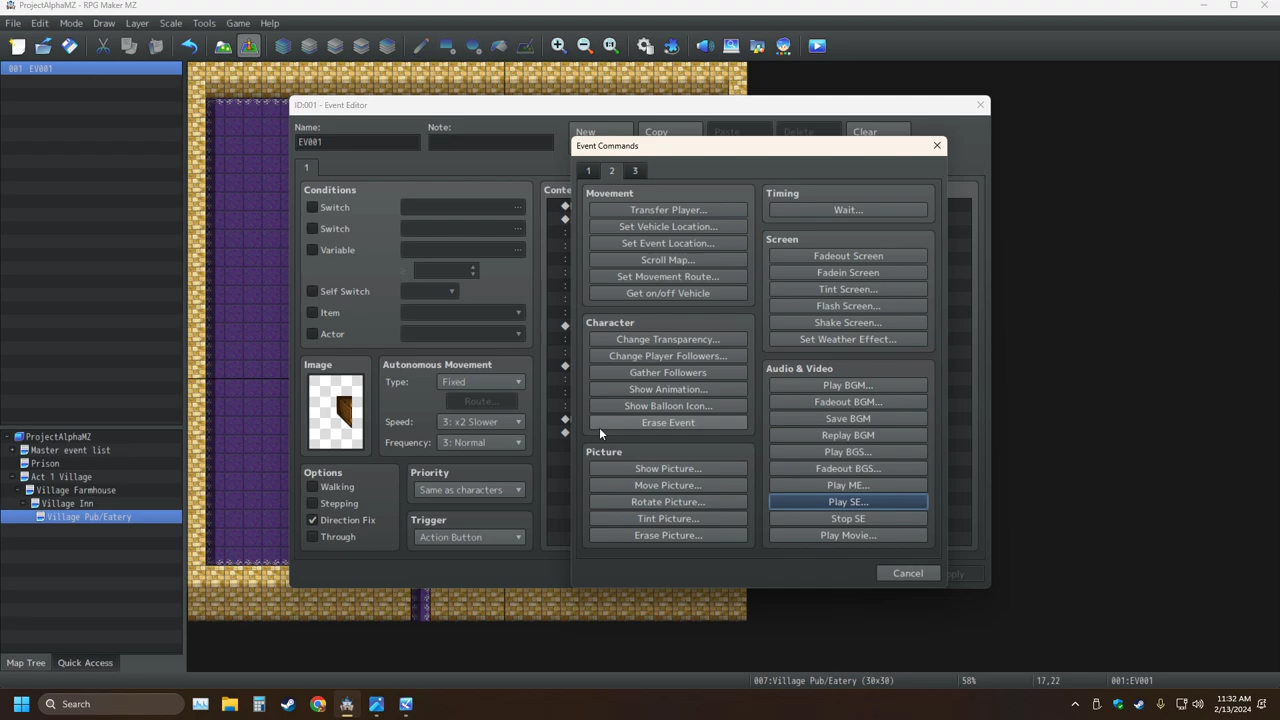 ProjectAlphaMZ - RPG Maker MZ
File Edit Mode Draw Layer Scale Tools Game Help
001 EV001
ID:001 - Event Editor
Name: Note:
EV001
New Copy Paste Delete Clear
Event Commands
1
1 2 3
Conditions
Switch ...
Switch ...
Variable ...
Self Switch
Item
Actor
Conte
Image
Autonomous Movement
Type: Fixed
Route...
Speed: 3: x2 Slower
Frequency: 3: Normal
Options
Walking
Stepping
Direction Fix
Through
Priority
Same as characters
Trigger
Action Button
Movement
Transfer Player...
Set Vehicle Location...
Set Event Location...
Scroll Map...
Set Movement Route...
Get on/off Vehicle
Character
Change Transparency...
Change Player Followers...
Gather Followers
Show Animation...
Show Balloon Icon...
Erase Event
Picture
Show Picture...
Move Picture...
Rotate Picture...
Tint Picture...
Erase Picture...
Timing
Wait...
Screen
Fadeout Screen
Fadein Screen
Tint Screen...
Flash Screen...
Shake Screen...
Set Weather Effect...
Audio & Video
Play BGM...
Fadeout BGM...
Save BGM
Replay BGM
Play BGS...
Fadeout BGS...
Play ME...
Play SE...
Stop SE
Play Movie...
Cancel
ProjectAlphaMZ
Master event list
Prison
Act 1 Village
Village Farmhouse
Village Inn
Village Pub/Eatery
Map Tree Quick Access
007:Village Pub/Eatery (30x30) 58% 17,22 001:EV001
Search
11:32 AM
2/13/2024